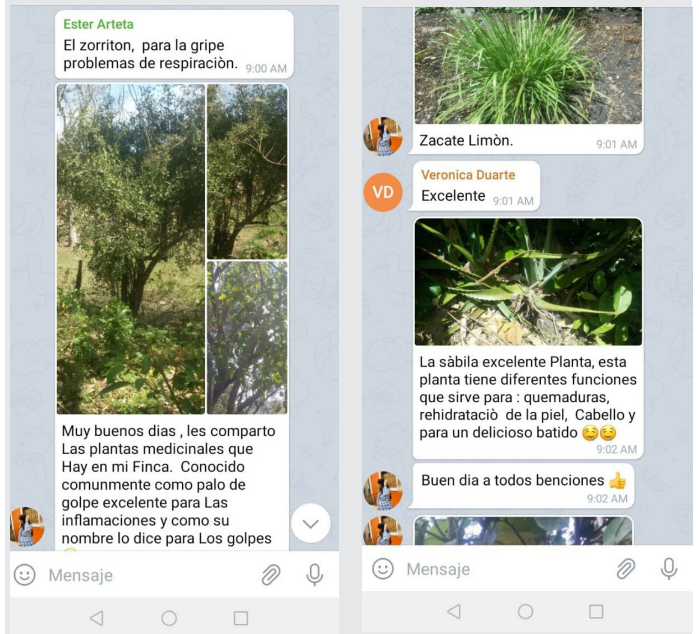 Ester Arteta
El zorriton, para la gripe
problemas de respiraciòn. 9:00 AM
Muy buenos dias , les comparto
Las plantas medicinales que
Hay en mi Finca. Conocido
comunmente como palo de
golpe excelente para Las
inflamaciones y como su
nombre lo dice para Los golpes
Mensaje
Zacate Limòn. 9:01 AM
VD
Veronica Duarte
Excelente 9:01 AM
La sàbila excelente Planta, esta
planta tiene diferentes funciones
que sirve para : quemaduras,
rehidrataciò de la piel, Cabello y
para un delicioso batido ☺️☺️
9:02 AM
Buen dia a todos benciones 👍
9:02 AM
Mensaje